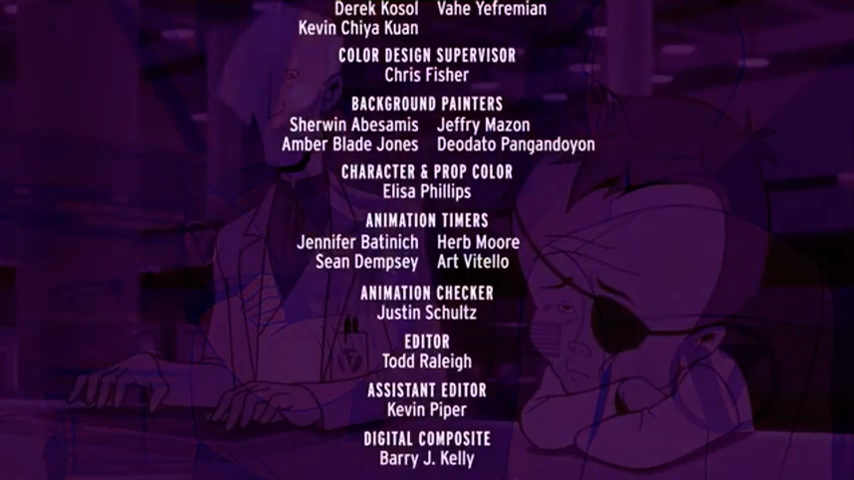 Derek Kosol Vahe Yefremian
Kevin Chiya Kuan
COLOR DESIGN SUPERVISOR
Chris Fisher
BACKGROUND PAINTERS
Sherwin Abesamis Jeffry Mazon
Amber Blade Jones Deodato Pangandoyon
CHARACTER & PROP COLOR
Elisa Phillips
ANIMATION TIMERS
Jennifer Batinich Herb Moore
Sean Dempsey Art Vitello
ANIMATION CHECKER
Justin Schultz
EDITOR
Todd Raleigh
ASSISTANT EDITOR
Kevin Piper
DIGITAL COMPOSITE
Barry J. Kelly